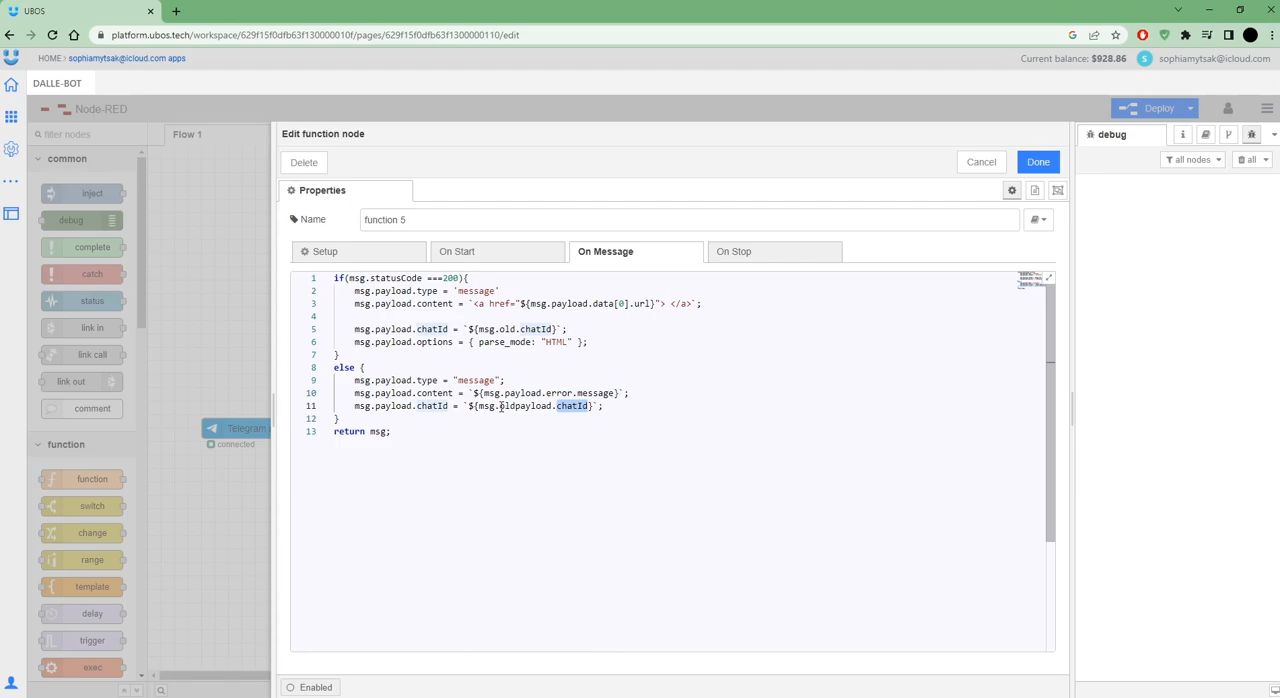 UBOS
platform.ubos.tech/workspace/629f15f0dfb63f130000010f/pages/629f15f0dfb63f1300000110/edit
HOME > sophiamytsak@icloud.com apps
Current balance: $928.86
S
sophiamytsak@icloud.com
DALLE-BOT
Node-RED
Deploy
filter nodes
Flow 1
Edit function node
debug
common
Delete
Cancel
Done
all nodes
all
inject
Properties
debug
Name
function 5
complete
Setup
On Start
On Message
On Stop
catch
1 if(msg.statusCode ===200){
2 msg.payload.type = 'message'
3 msg.payload.content = `<a href="${msg.payload.data[0].url}"> </a>`;
4
5 msg.payload.chatId = `${msg.old.chatId}`;
6 msg.payload.options = { parse_mode: "HTML" };
7 }
8 else {
9 msg.payload.type = "message";
10 msg.payload.content = `${msg.payload.error.message}`;
11 msg.payload.chatId = `${msg.oldpayload.chatId}`;
12 }
13 return msg;
status
link in
link call
link out
comment
Telegram
connected
function
function
switch
change
range
template
delay
trigger
exec
Enabled